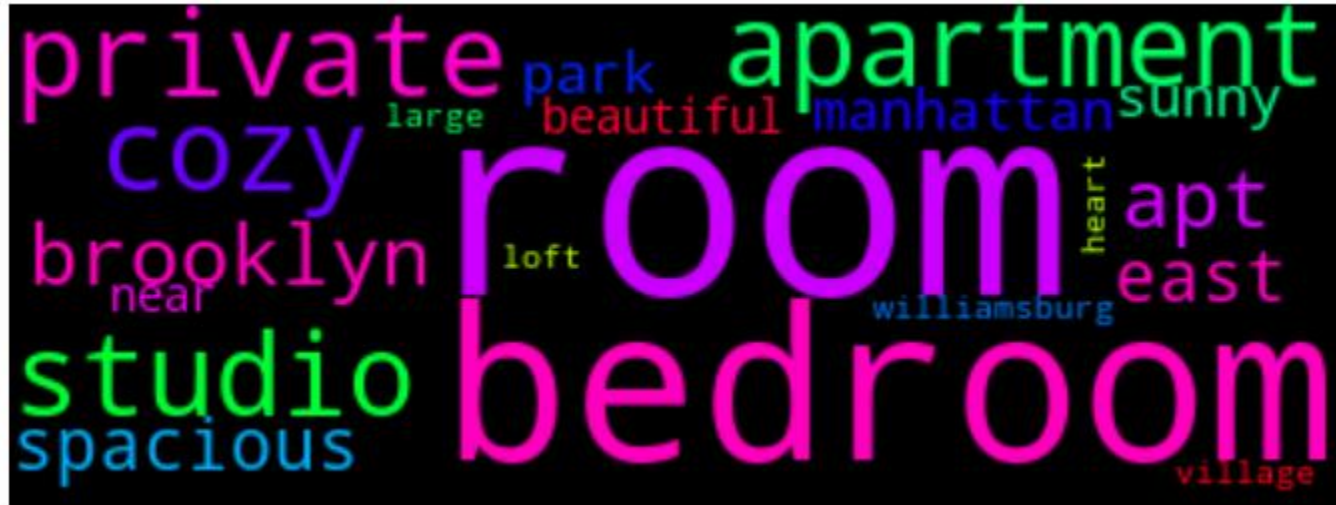 private
park
apartment
large
beautiful
manhattan
sunny
cozy
room
heart
apt
brooklyn
loft
east
near
williamsburg
studio
bedroom
spacious
village